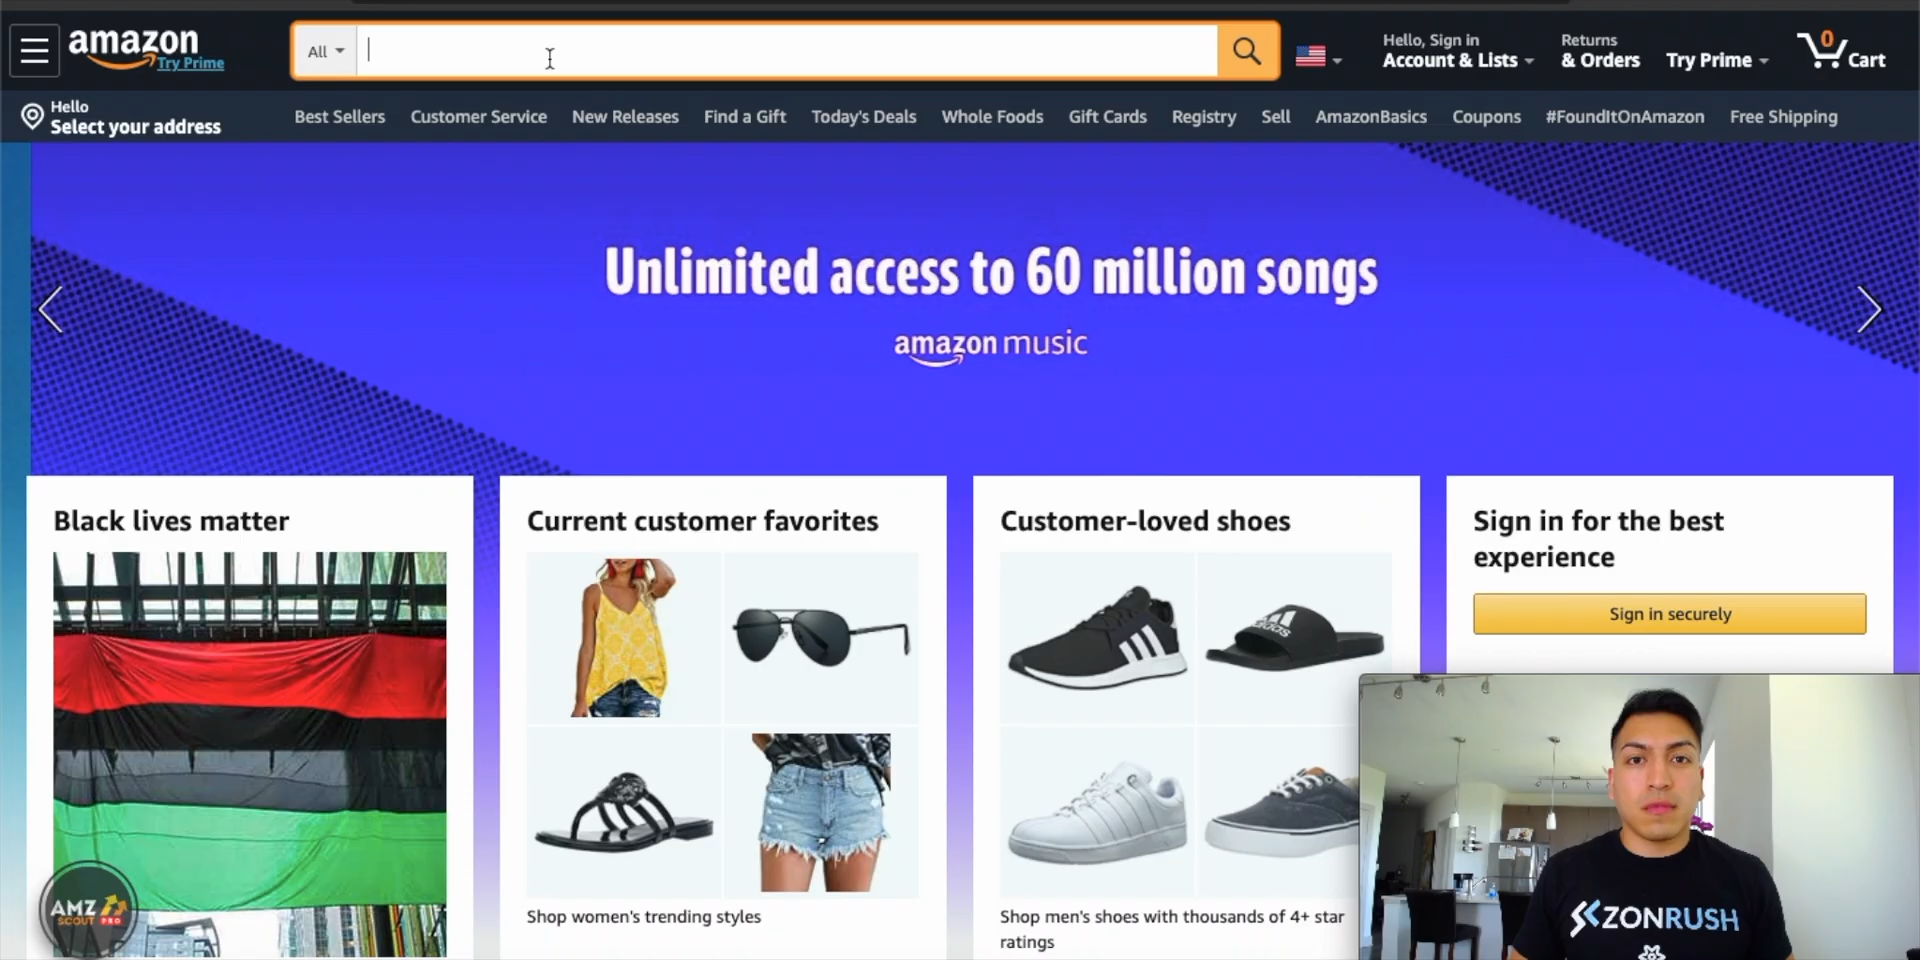 amazon
Try Prime
All
Hello, Sign in
Account & Lists
Returns
& Orders
Try Prime
0
Cart
Hello
Select your address
Best Sellers
Customer Service
New Releases
Find a Gift
Today's Deals
Whole Foods
Gift Cards
Registry
Sell
AmazonBasics
Coupons
#FoundItOnAmazon
Free Shipping
Unlimited access to 60 million songs
amazon music
Black lives matter
Current customer favorites
Customer-loved shoes
Sign in for the best
experience
Sign in securely
adidas
AMZ
SCOUT PRO
Shop women's trending styles
Shop men's shoes with thousands of 4+ star
ratings
ZONRUSH